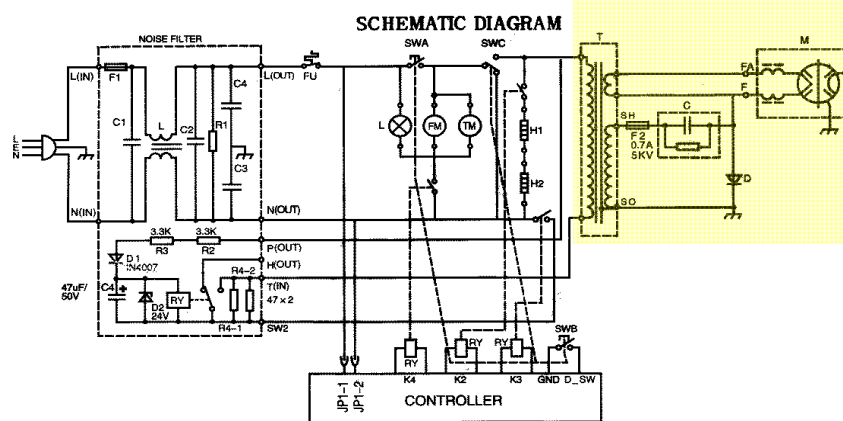 SCHEMATIC DIAGRAM
NOISE FILTER
SWA
SWC
T
M
L(IN)
F1
L(OUT)
FU
FA
F
C4
C1
L
C2
R1
C3
L
FM
TM
H1
H2
SH
F2
0.7A
5KV
C
D
SO
N(IN)
N(OUT)
3.3K
3.3K
R3
R2
P(OUT)
D1
IN4007
H(OUT)
R4-2
T(IN)
47uF/
50V
C4
+
D2
24V
RY
47×2
R4-1
SW2
RY
RY
RY
SWB
JP1-1
JP1-2
K4
K2
K3
GND
D_SW
CONTROLLER